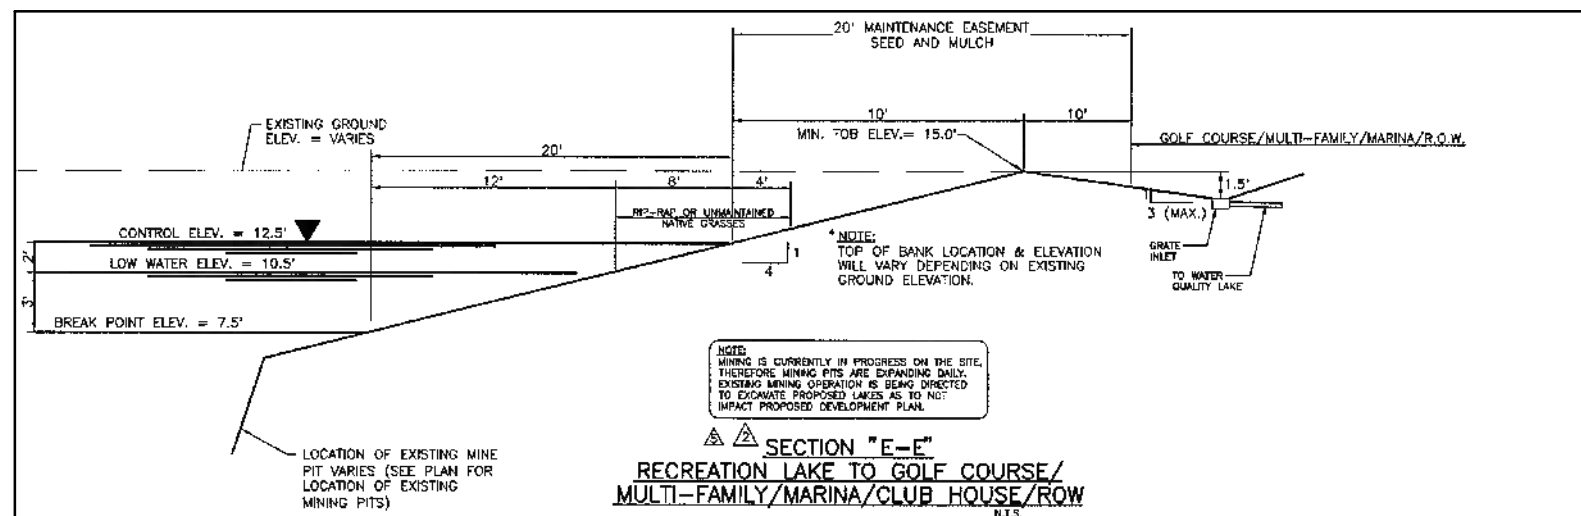 20' MAINTENANCE EASEMENT
SEED AND MULCH
10'
10'
EXISTING GROUND
ELEV. = VARIES
MIN. TOB ELEV.= 15.0'
GOLF COURSE/MULTI-FAMILY/MARINA/R.O.W.
20'
12'
8'
4'
1.5'
RIP-RAP OR UNMAINTAINED
NATIVE GRASSES
3 (MAX.)
1
CONTROL ELEV. = 12.5'
2'
LOW WATER ELEV. = 10.5'
3'
BREAK POINT ELEV. = 7.5'
1
4
* NOTE:
TOP OF BANK LOCATION & ELEVATION
WILL VARY DEPENDING ON EXISTING
GROUND ELEVATION.
GRATE
INLET
TO WATER
QUALITY LAKE
NOTE:
MINING IS CURRENTLY IN PROGRESS ON THE SITE,
THEREFORE MINING PITS ARE EXPANDING DAILY.
EXISTING MINING OPERATION IS BEING DIRECTED
TO EXCAVATE PROPOSED LAKES AS TO NOT
IMPACT PROPOSED DEVELOPMENT PLAN.
LOCATION OF EXISTING MINE
PIT VARIES (SEE PLAN FOR
LOCATION OF EXISTING
MINING PITS)
5 2 SECTION "E-E"
RECREATION LAKE TO GOLF COURSE/
MULTI-FAMILY/MARINA/CLUB HOUSE/ROW
N.T.S.